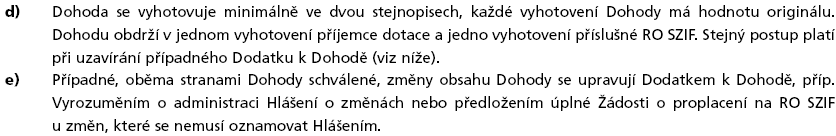 d) Dohoda se vyhotovuje minimálně ve dvou stejnopisech, každé vyhotovení Dohody má hodnotu originálu.
Dohodu obdrží v jednom vyhotovení příjemce dotace a jedno vyhotovení příslušné RO SZIF. Stejný postup platí
při uzavírání případného Dodatku k Dohodě (viz níže).
e) Případné, oběma stranami Dohody schválené, změny obsahu Dohody se upravují Dodatkem k Dohodě, příp.
Vyrozuměním o administraci Hlášení o změnách nebo předložením úplné Žádosti o proplacení na RO SZIF
u změn, které se nemusí oznamovat Hlášením.